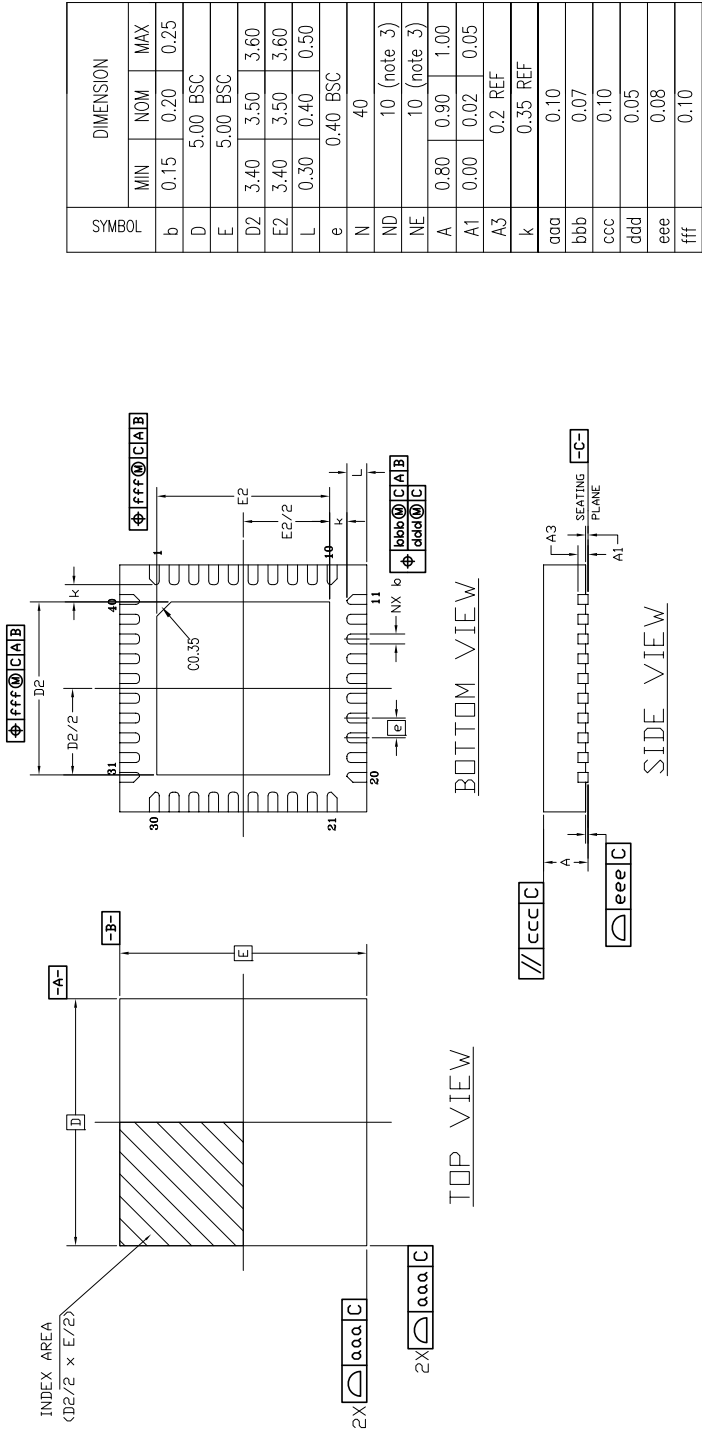 INDEX AREA
(D2/2 x E/2)
D
-A-
-B-
E
2X ⌓ aaa C
2X ⌓ aaa C
TOP VIEW
⌖ fff Ⓜ C A B
D2
D2/2
k
⌖ fff Ⓜ C A B
31
40
1
30
C0.35
E2
E2/2
k
L
21
10
20
11
e
NX b
⌖ bbb Ⓜ C A B
ddd Ⓜ C
BOTTOM VIEW
// ccc C
A
⌓ eee C
A3
SEATING
PLANE
-C-
A1
SIDE VIEW
SYMBOL DIMENSION
MIN NOM MAX
b 0.15 0.20 0.25
D 5.00 BSC
E 5.00 BSC
D2 3.40 3.50 3.60
E2 3.40 3.50 3.60
L 0.30 0.40 0.50
e 0.40 BSC
N 40
ND 10 (note 3)
NE 10 (note 3)
A 0.80 0.90 1.00
A1 0.00 0.02 0.05
A3 0.2 REF
k 0.35 REF
aaa 0.10
bbb 0.07
ccc 0.10
ddd 0.05
eee 0.08
fff 0.10